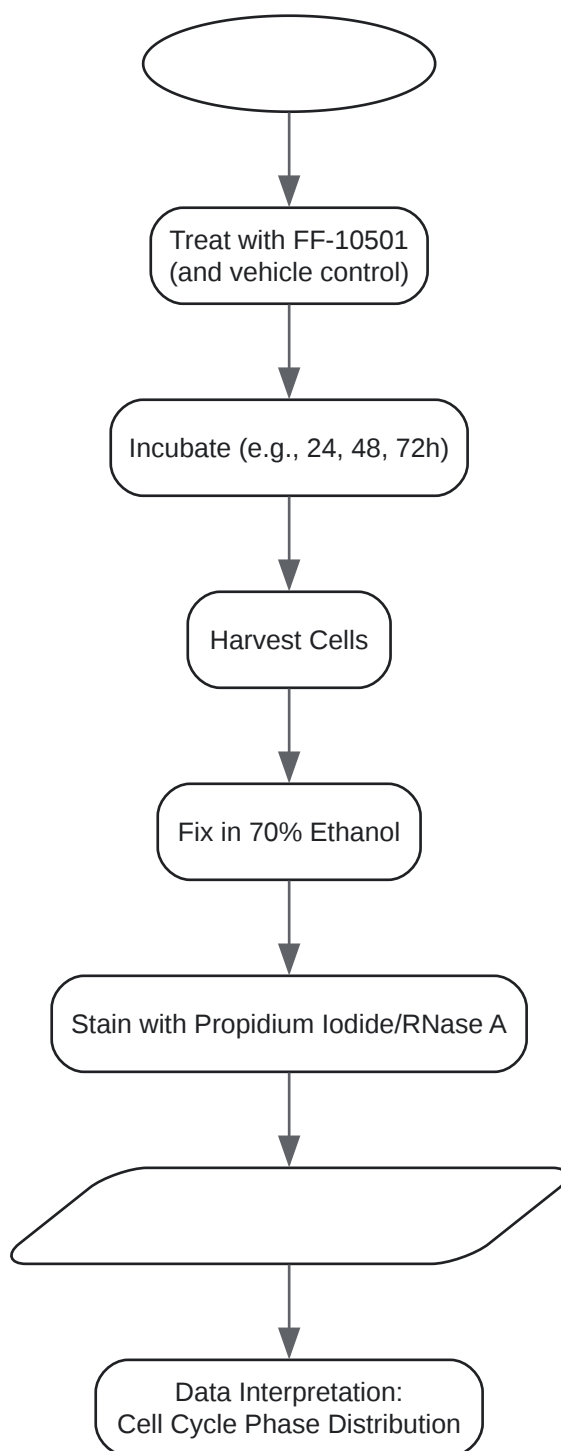 Treat with FF-10501
(and vehicle control)
Incubate (e.g., 24, 48, 72h)
Harvest Cells
Fix in 70% Ethanol
Stain with Propidium Iodide/RNase A
Data Interpretation:
Cell Cycle Phase Distribution